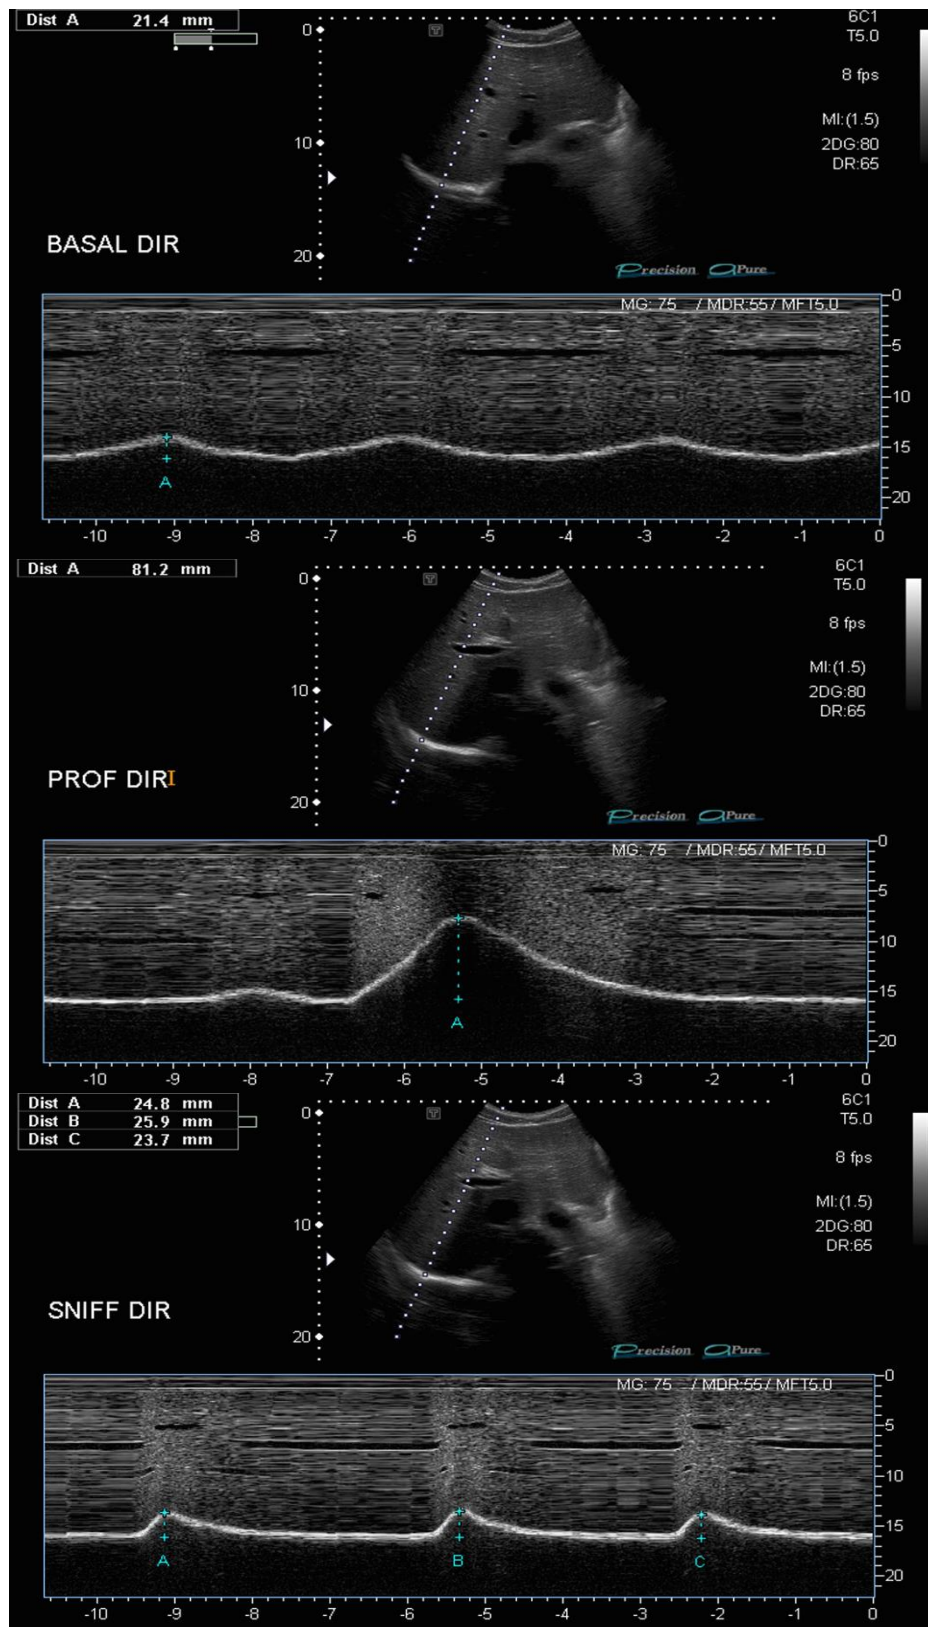 Dist A 21.4 mm
6C1
T5.0
8 fps
MI:(1.5)
2DG:80
DR:65
0
10
20
BASAL DIR
Precision APure
MG: 75 / MDR:55 / MFT5.0
0
5
10
15
20
A
-10 -9 -8 -7 -6 -5 -4 -3 -2 -1 0
Dist A 81.2 mm
6C1
T5.0
8 fps
MI:(1.5)
2DG:80
DR:65
0
10
20
PROF DIR
Precision APure
MG: 75 / MDR:55 / MFT5.0
0
5
10
15
20
A
-10 -9 -8 -7 -6 -5 -4 -3 -2 -1 0
Dist A 24.8 mm
Dist B 25.9 mm
Dist C 23.7 mm
6C1
T5.0
8 fps
MI:(1.5)
2DG:80
DR:65
0
10
20
SNIFF DIR
Precision APure
MG: 75 / MDR:55 / MFT5.0
0
5
10
15
20
A B C
-10 -9 -8 -7 -6 -5 -4 -3 -2 -1 0